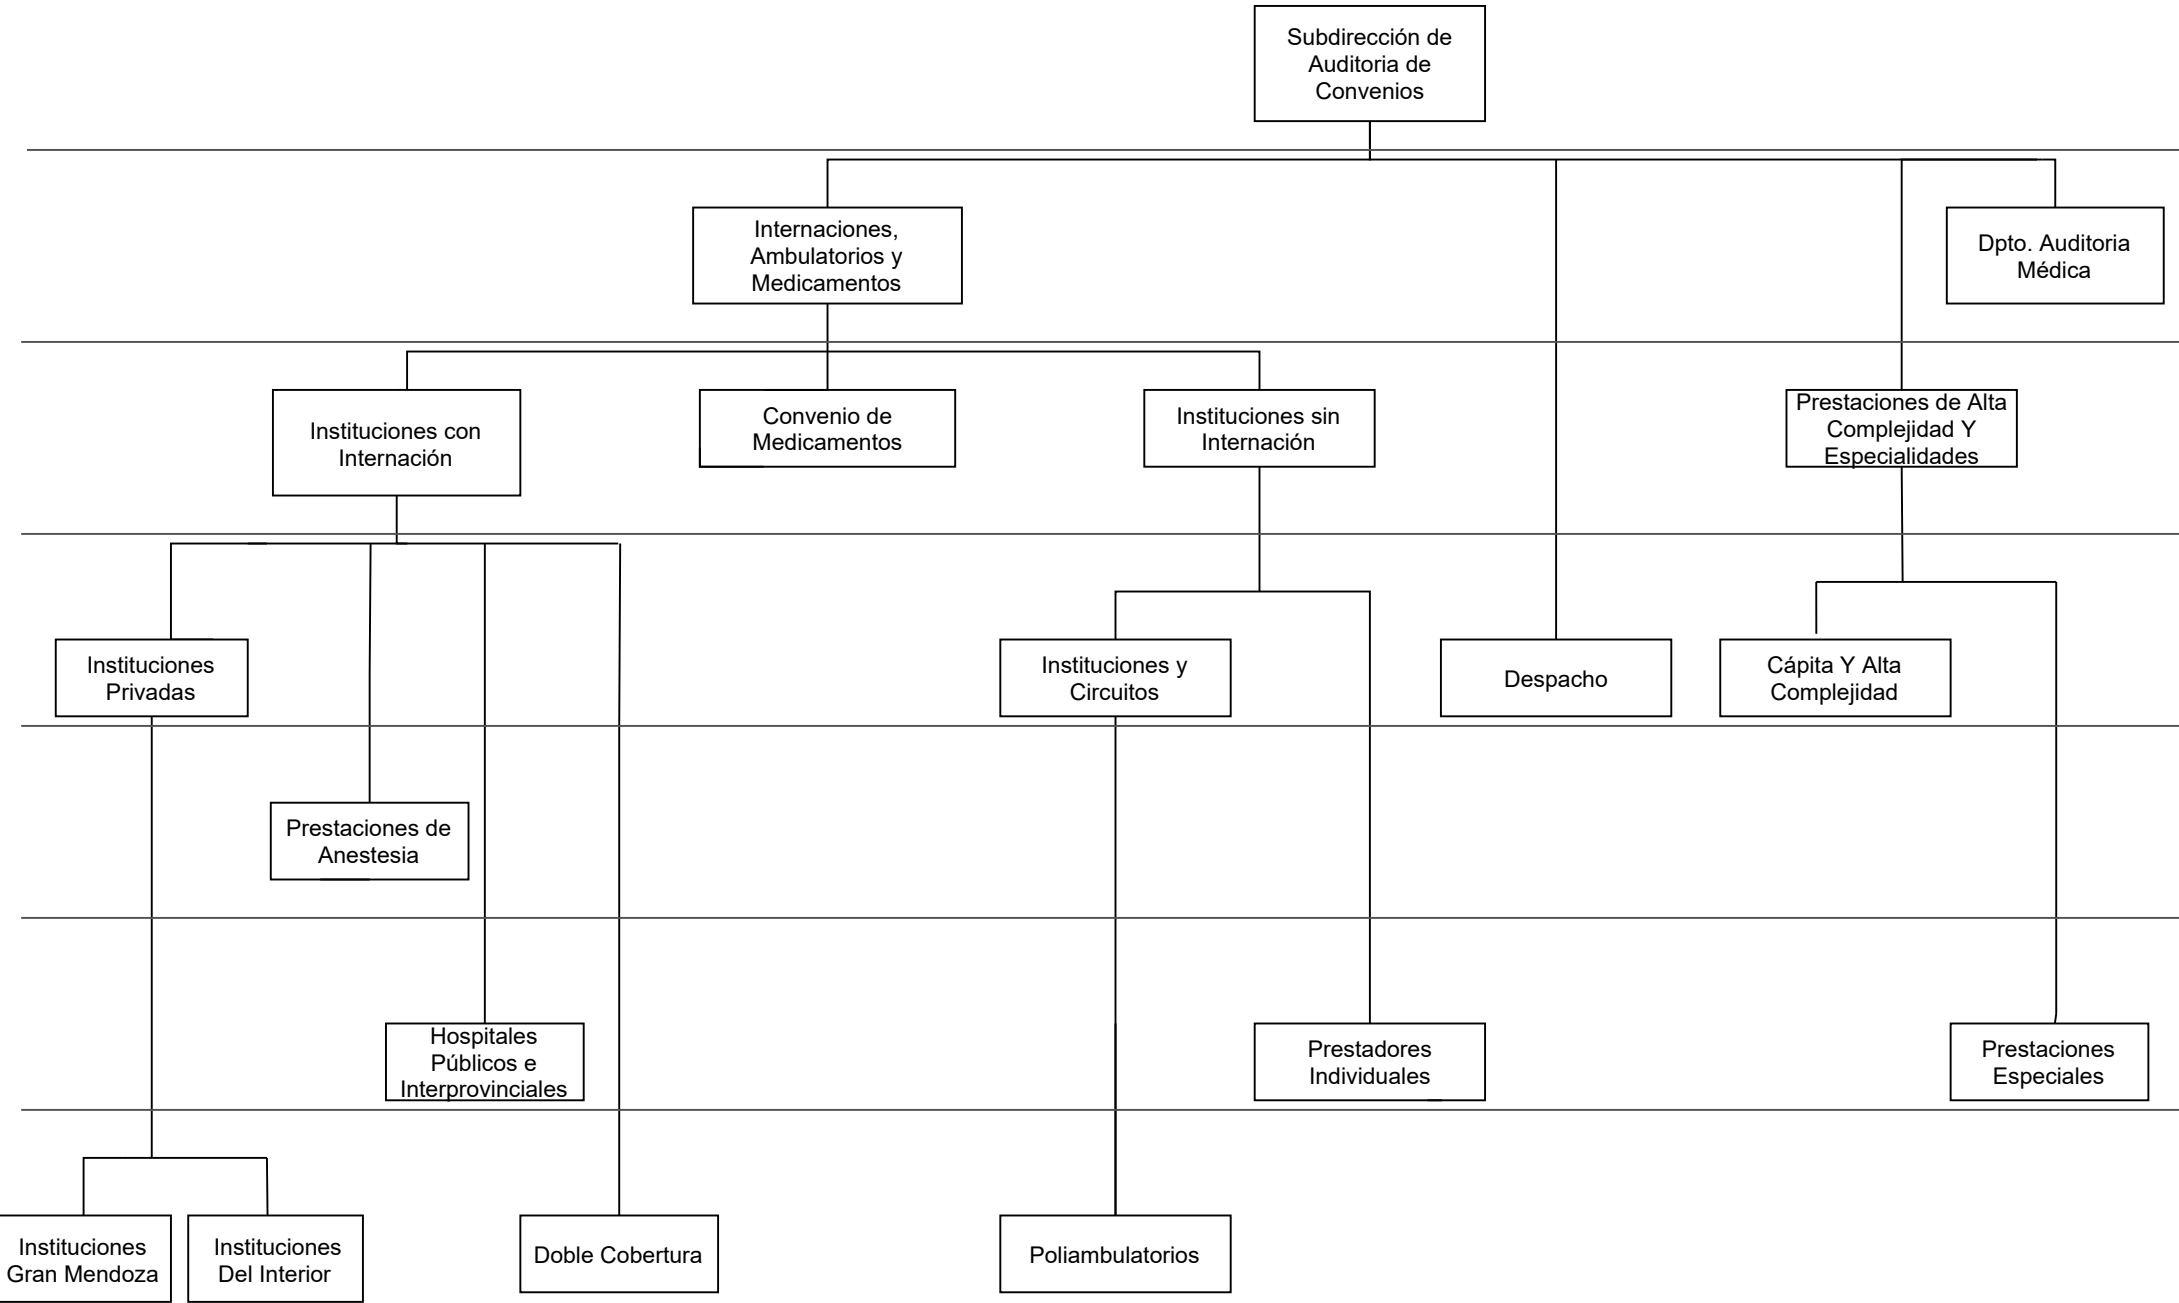 Subdirección de
Auditoria de
Convenios
Internaciones,
Ambulatorios y
Medicamentos
Dpto. Auditoria
Médica
Instituciones con
Internación
Convenio de
Medicamentos
Instituciones sin
Internación
Prestaciones de Alta
Complejidad Y
Especialidades
Instituciones
Privadas
Instituciones y
Circuitos
Despacho
Cápita Y Alta
Complejidad
Prestaciones de
Anestesia
Hospitales
Públicos e
Interprovinciales
Prestadores
Individuales
Prestaciones
Especiales
Instituciones
Gran Mendoza
Instituciones
Del Interior
Doble Cobertura
Poliambulatorios